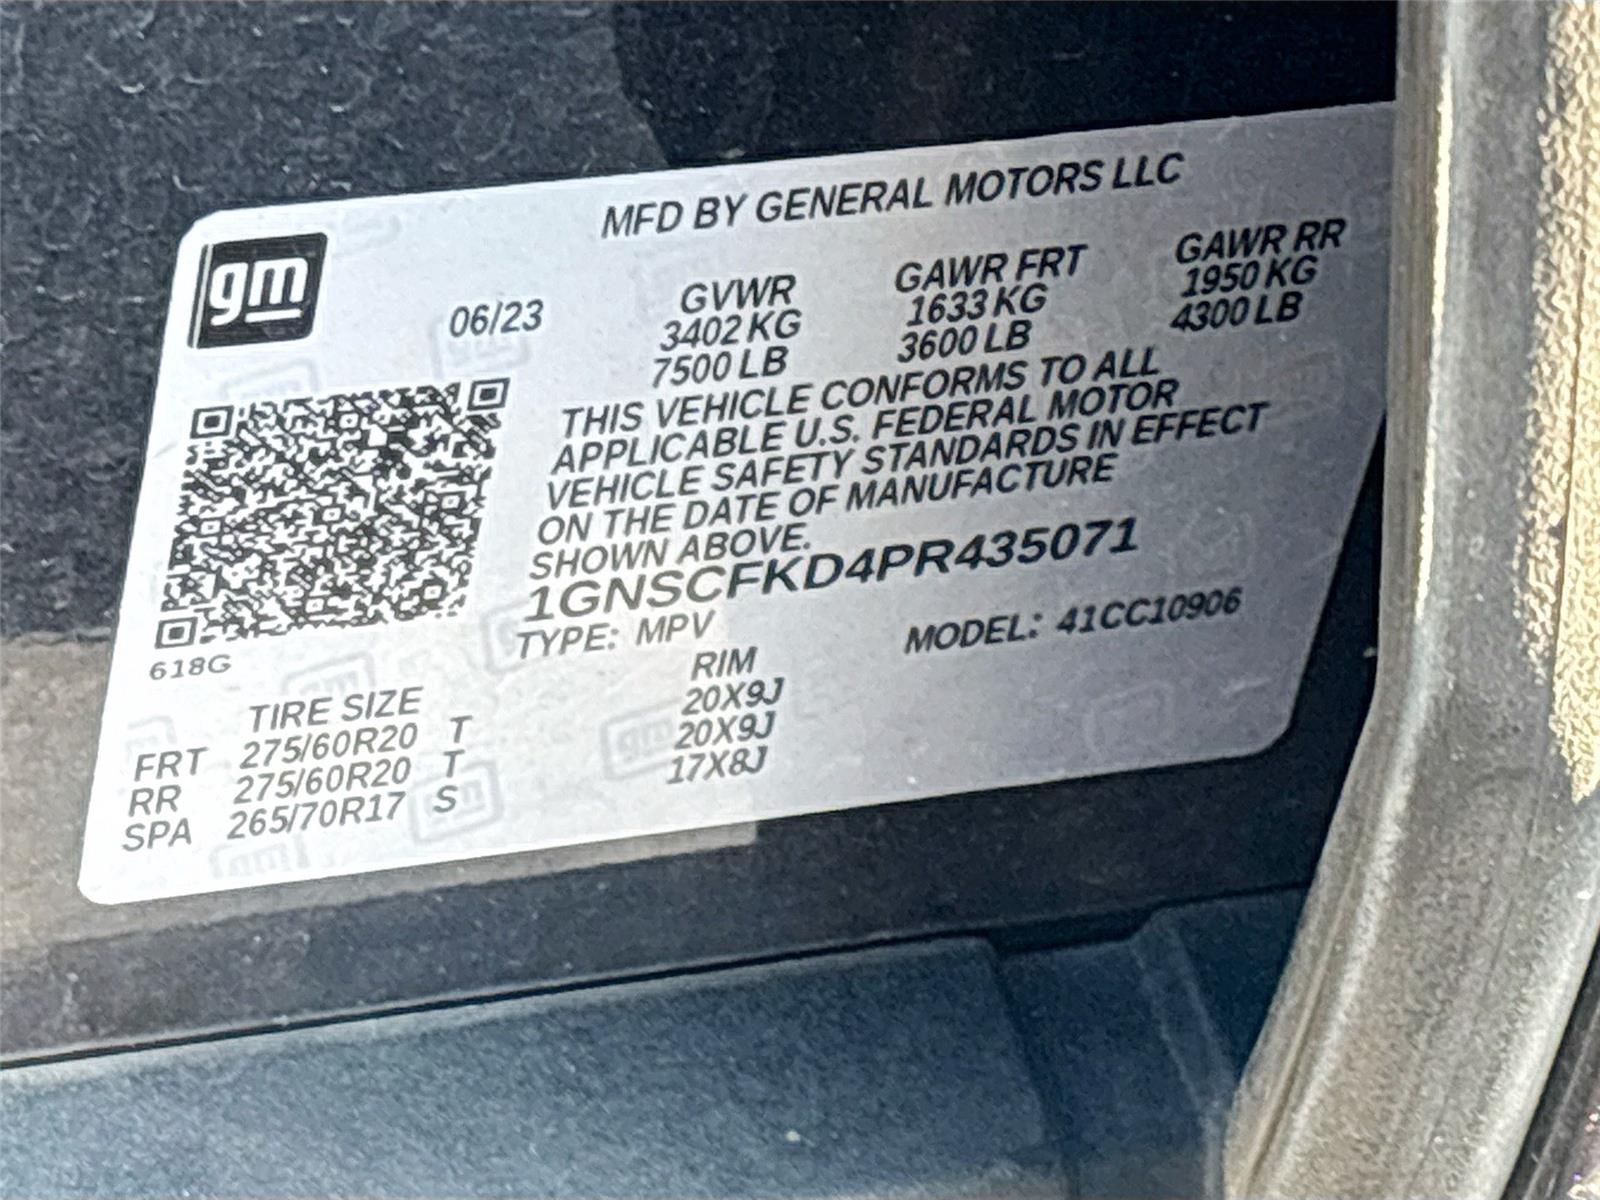 MFD BY GENERAL MOTORS LLC
gm
06/23
GVWR GAWR FRT GAWR RR
3402 KG 1633 KG 1950 KG
7500 LB 3600 LB 4300 LB
THIS VEHICLE CONFORMS TO ALL
APPLICABLE U.S. FEDERAL MOTOR
VEHICLE SAFETY STANDARDS IN EFFECT
ON THE DATE OF MANUFACTURE
SHOWN ABOVE.
1GNSCFKD4PR435071
TYPE: MPV MODEL: 41CC10906
618G
TIRE SIZE RIM
FRT 275/60R20 T 20X9J
RR 275/60R20 T 20X9J
SPA 265/70R17 S 17X8J